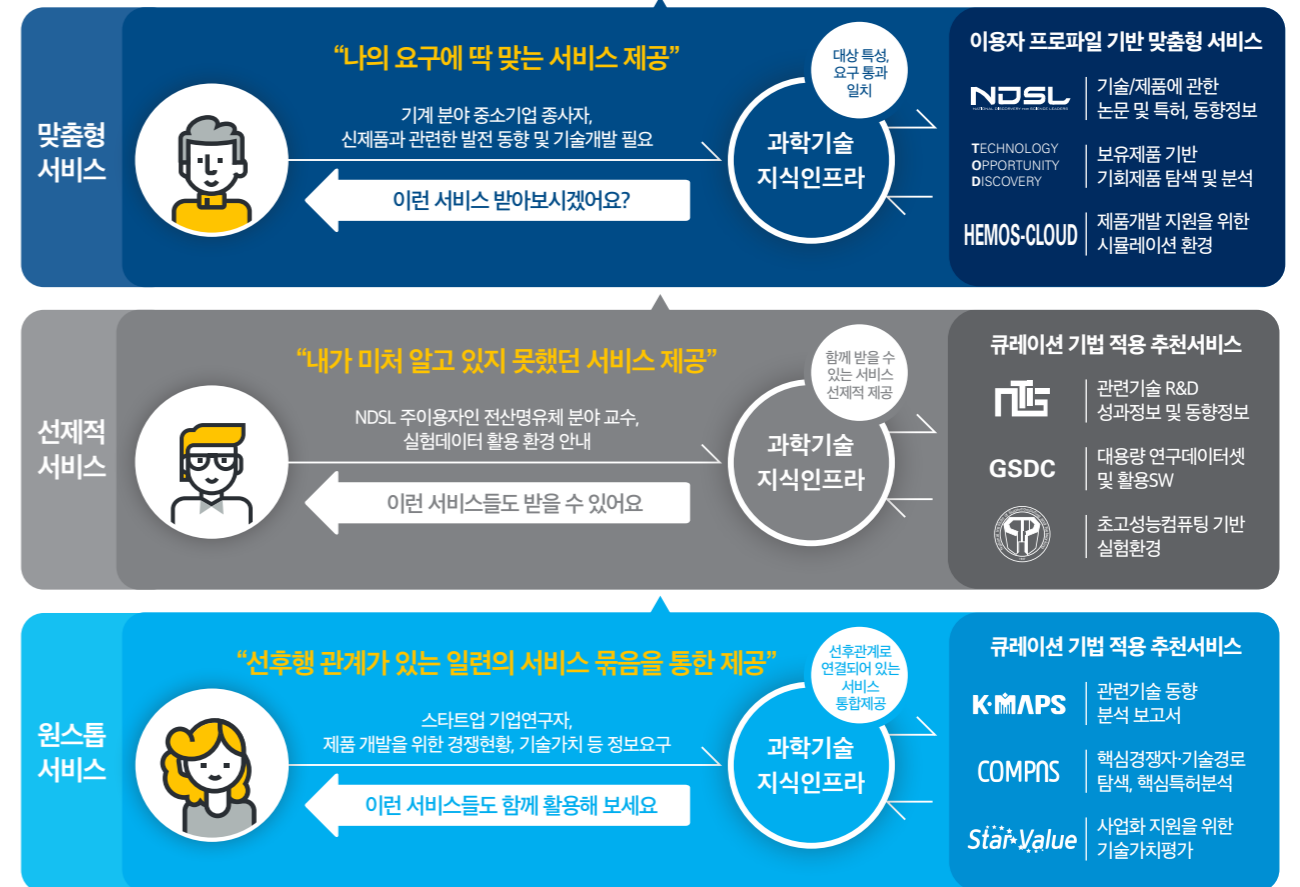 맞춤형
서비스
“나의 요구에 딱 맞는 서비스 제공”
기계 분야 중소기업 종사자,
신제품과 관련한 발전 동향 및 기술개발 필요
이런 서비스 받아보시겠어요?
대상 특성,
요구 통과
일치
과학기술
지식인프라
이용자 프로파일 기반 맞춤형 서비스
NDSL
NATIONAL DISCOVERY FOR SCIENCE LEADERS
기술/제품에 관한
논문 및 특허, 동향정보
TECHNOLOGY
OPPORTUNITY
DISCOVERY
보유제품 기반
기회제품 탐색 및 분석
HEMOS-CLOUD
제품개발 지원을 위한
시뮬레이션 환경
선제적
서비스
“내가 미처 알고 있지 못했던 서비스 제공”
NDSL 주이용자인 전산명유체 분야 교수,
실험데이터 활용 환경 안내
이런 서비스들도 받을 수 있어요
함께 받을 수
있는 서비스
선제적 제공
과학기술
지식인프라
큐레이션 기법 적용 추천서비스
NTIS
관련기술 R&D
성과정보 및 동향정보
GSDC
대용량 연구데이터셋
및 활용SW
초고성능컴퓨팅 기반
실험환경
원스톱
서비스
“선후행 관계가 있는 일련의 서비스 묶음을 통한 제공”
스타트업 기업연구자,
제품 개발을 위한 경쟁현황, 기술가치 등 정보요구
이런 서비스들도 함께 활용해 보세요
선후관계로
연결되어 있는
서비스
통합제공
과학기술
지식인프라
큐레이션 기법 적용 추천서비스
K·MAPS
관련기술 동향
분석 보고서
COMPAS
핵심경쟁자·기술경로
탐색, 핵심특허분석
Star-Value
사업화 지원을 위한
기술가치평가